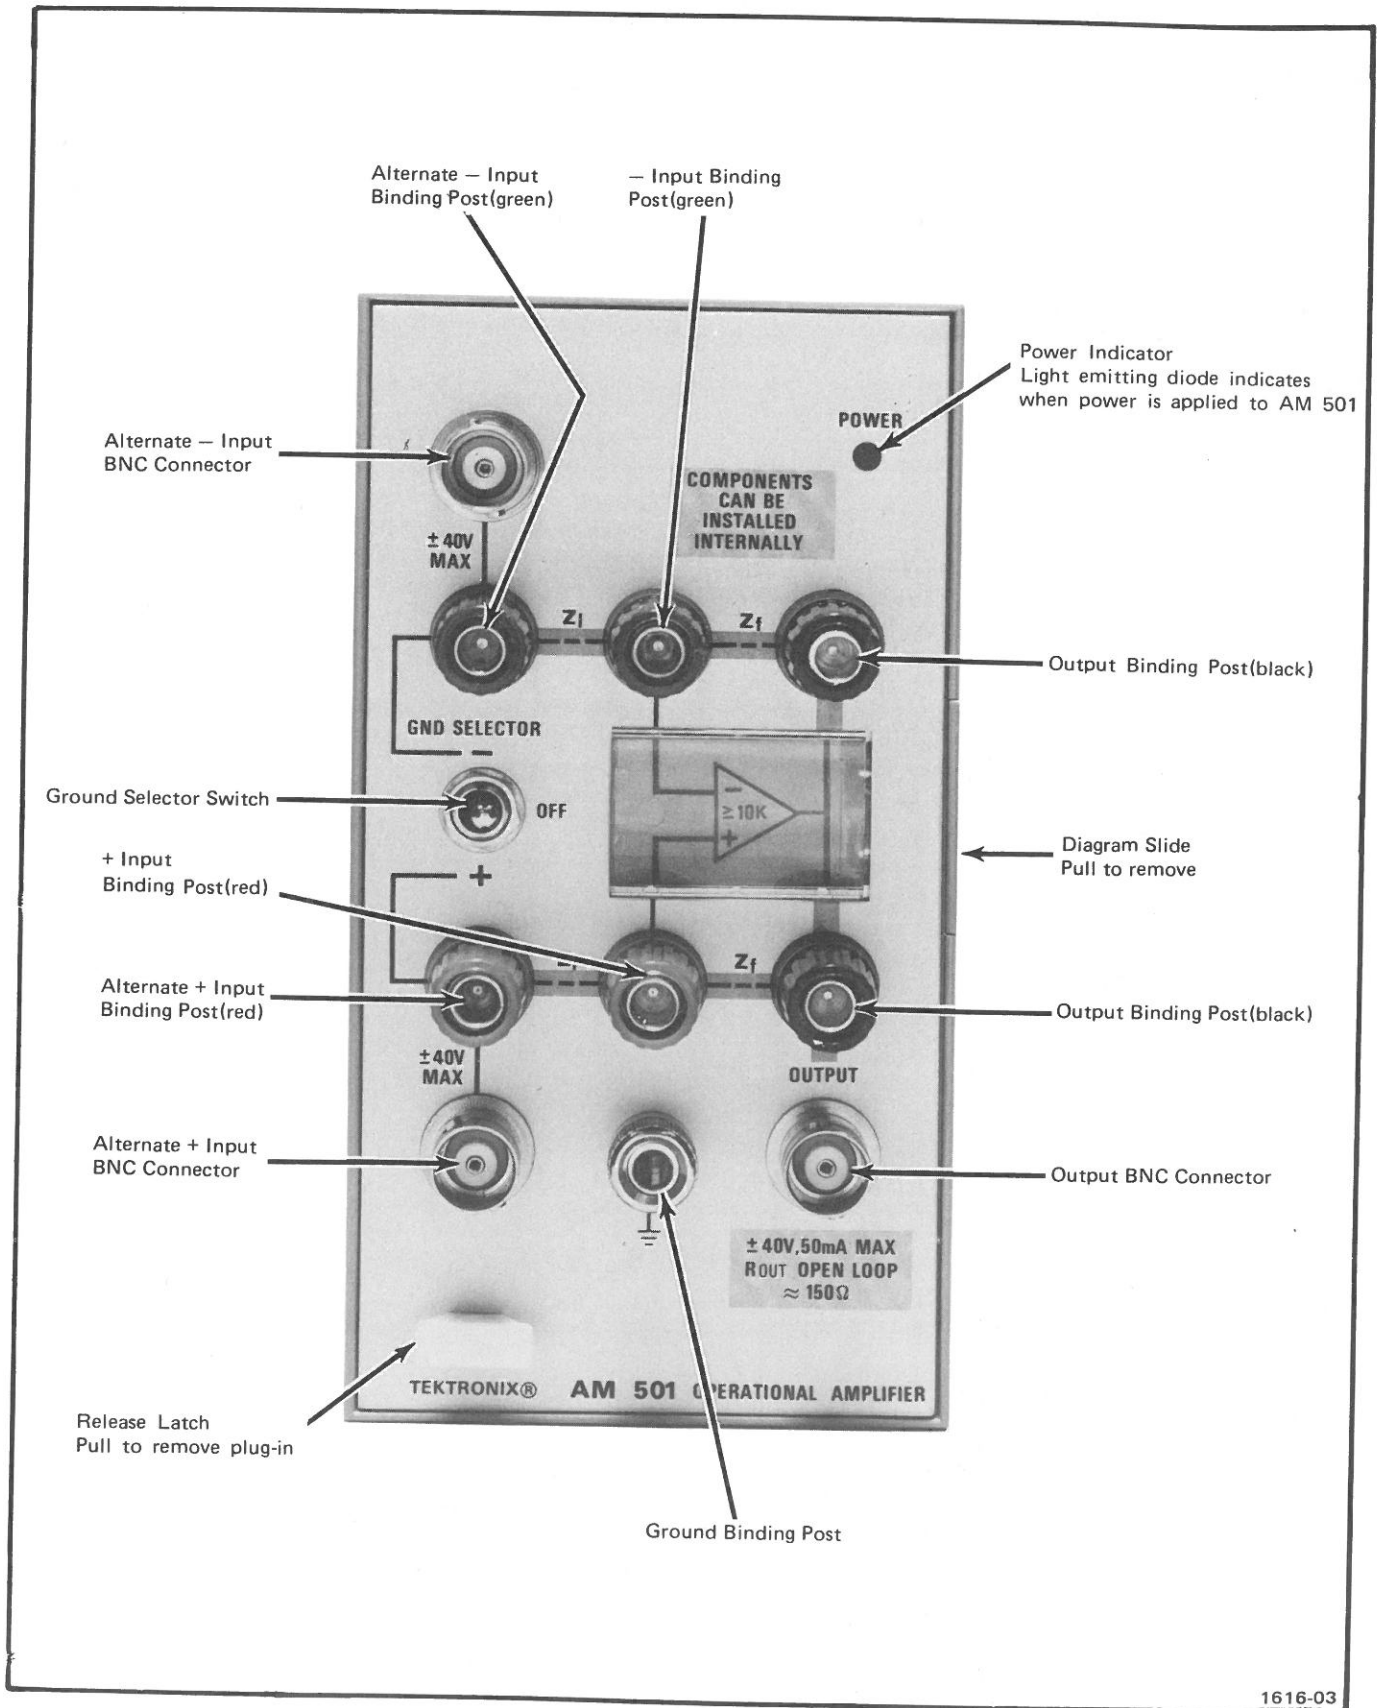 Alternate — Input
Binding Post(green)
— Input Binding
Post(green)
Power Indicator
Light emitting diode indicates
when power is applied to AM 501
POWER
Alternate — Input
BNC Connector
COMPONENTS
CAN BE
INSTALLED
INTERNALLY
± 40V
MAX
Zi
Zf
Output Binding Post(black)
GND SELECTOR
−
Ground Selector Switch
OFF
−
≥10K
+
Diagram Slide
Pull to remove
+ Input
Binding Post(red)
+
Zf
Alternate + Input
Binding Post(red)
Output Binding Post(black)
±40V
MAX
OUTPUT
Alternate + Input
BNC Connector
Output BNC Connector
± 40V,50mA MAX
ROUT OPEN LOOP
≈ 150Ω
TEKTRONIX® AM 501 OPERATIONAL AMPLIFIER
Release Latch
Pull to remove plug-in
Ground Binding Post
1616-03